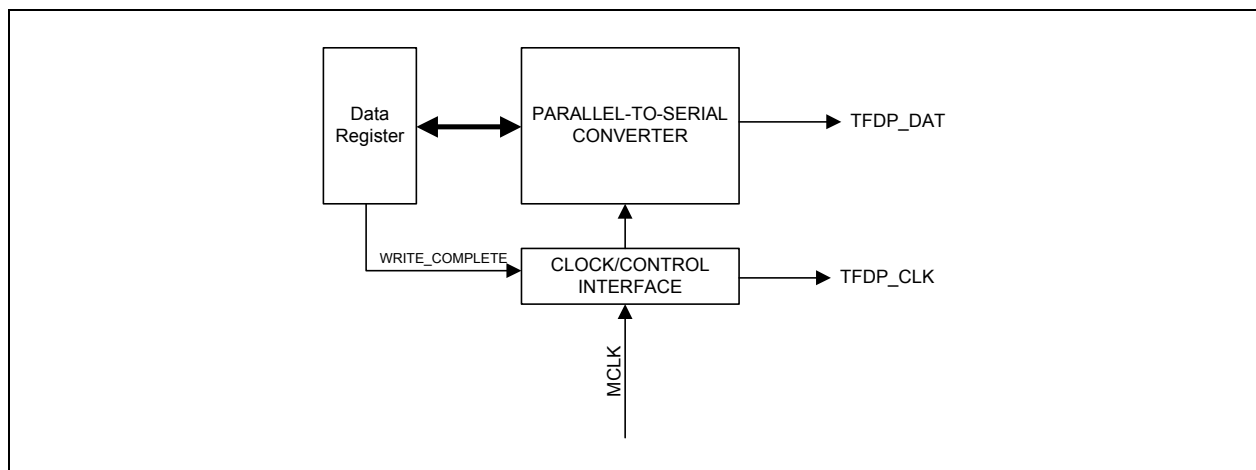 Data
Register
PARALLEL-TO-SERIAL
CONVERTER
TFDP_DAT
WRITE_COMPLETE
CLOCK/CONTROL
INTERFACE
TFDP_CLK
MCLK